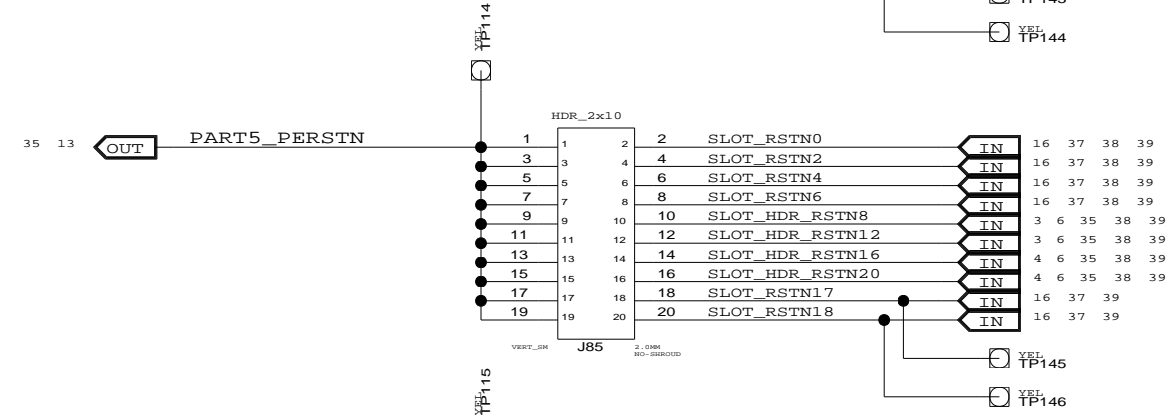 YEL
TP144
YEL
TP114
HDR_2x10
35 13 OUT PART5_PERSTN
1 1 2 2 SLOT_RSTN0 IN 16 37 38 39
3 3 4 4 SLOT_RSTN2 IN 16 37 38 39
5 5 6 6 SLOT_RSTN4 IN 16 37 38 39
7 7 8 8 SLOT_RSTN6 IN 16 37 38 39
9 9 10 10 SLOT_HDR_RSTN8 IN 3 6 35 38 39
11 11 12 12 SLOT_HDR_RSTN12 IN 3 6 35 38 39
13 13 14 14 SLOT_HDR_RSTN16 IN 4 6 35 38 39
15 15 16 16 SLOT_HDR_RSTN20 IN 4 6 35 38 39
17 17 18 18 SLOT_RSTN17 IN 16 37 39
19 19 20 20 SLOT_RSTN18 IN 16 37 39
VERT_SM J85 2.0MM
NO-SHROUD
YEL
TP145
YEL
TP115
YEL
TP146